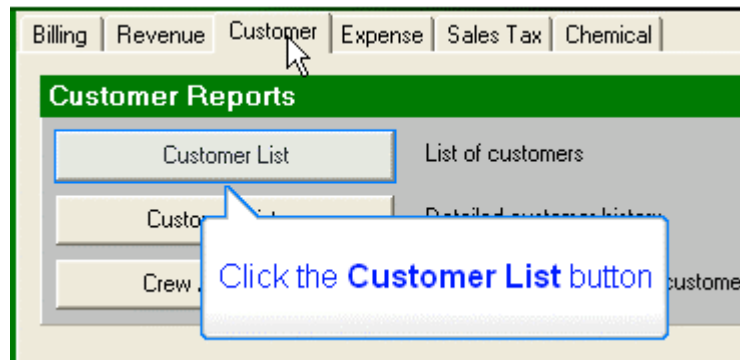 Billing Revenue Customer Expense Sales Tax Chemical
Customer Reports
Customer List List of customers
Click the Customer List button
Crew